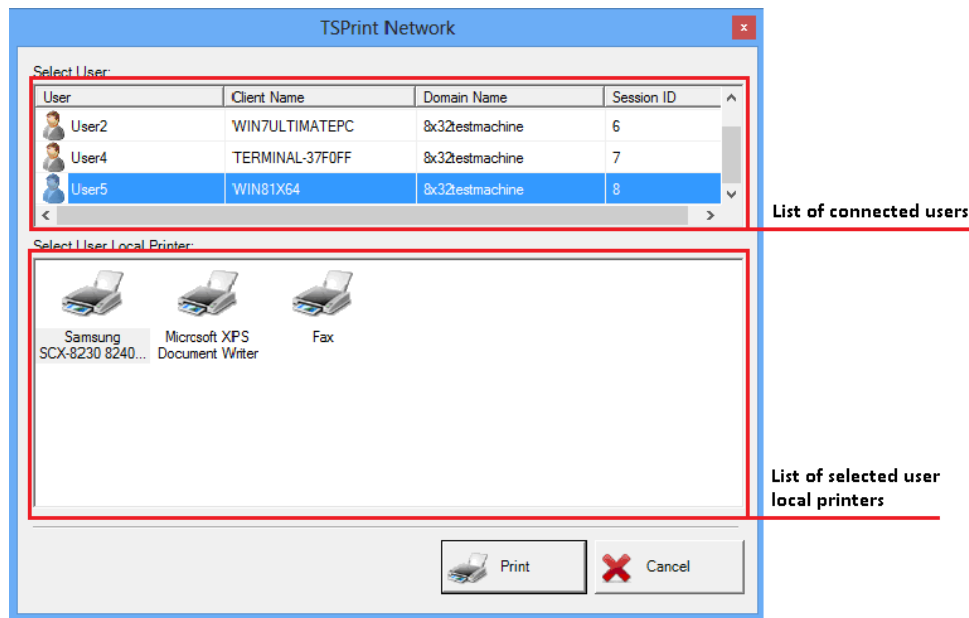 TSPrint Network
x
Select User:
User Client Name Domain Name Session ID
User2 WIN7ULTIMATEPC 8x32testmachine 6
User4 TERMINAL-37F0FF 8x32testmachine 7
User5 WIN81X64 8x32testmachine 8
List of connected users
Select User Local Printer:
Samsung
SCX-8230 8240...
Microsoft XPS
Document Writer
Fax
List of selected user
local printers
Print
Cancel